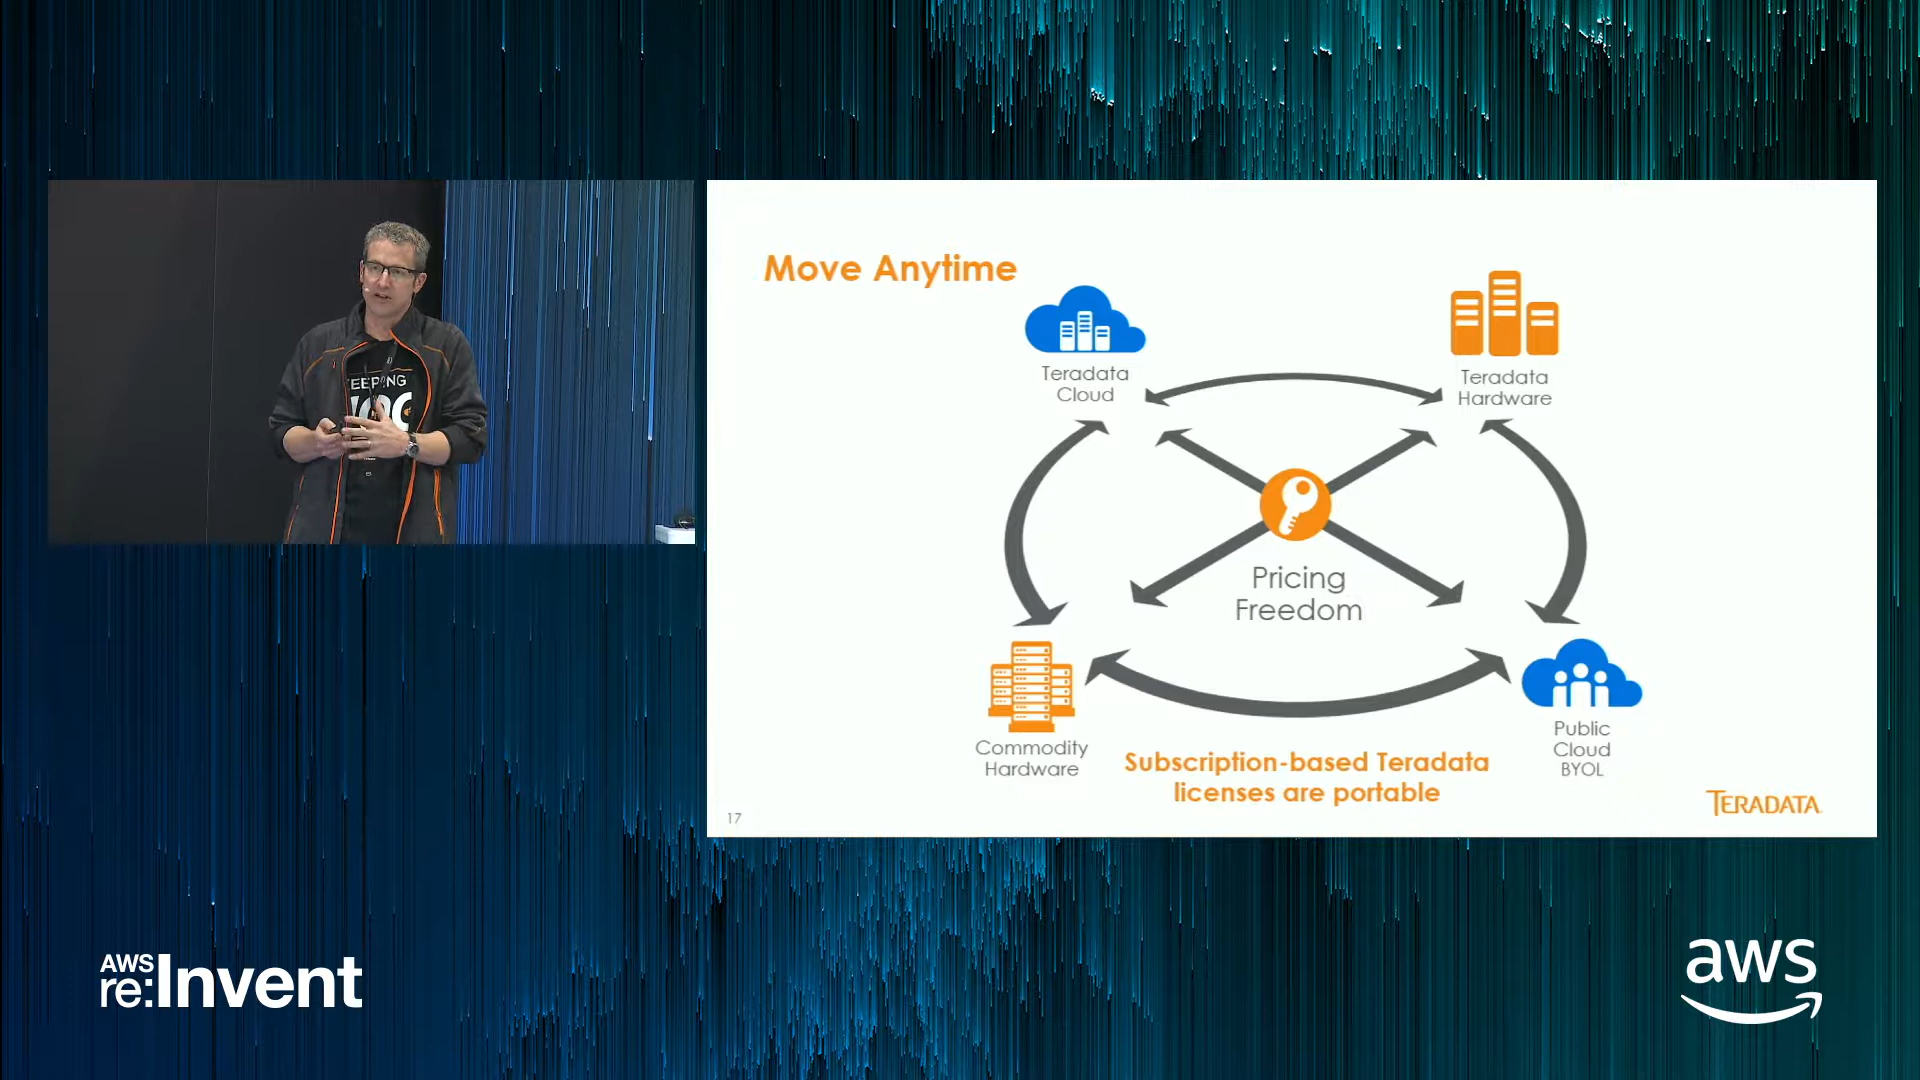 Move Anytime
Teradata
Cloud
Teradata
Hardware
Pricing
Freedom
Commodity
Hardware
Public
Cloud
BYOL
Subscription-based Teradata
licenses are portable
17
TERADATA
AWS
re:Invent
aws